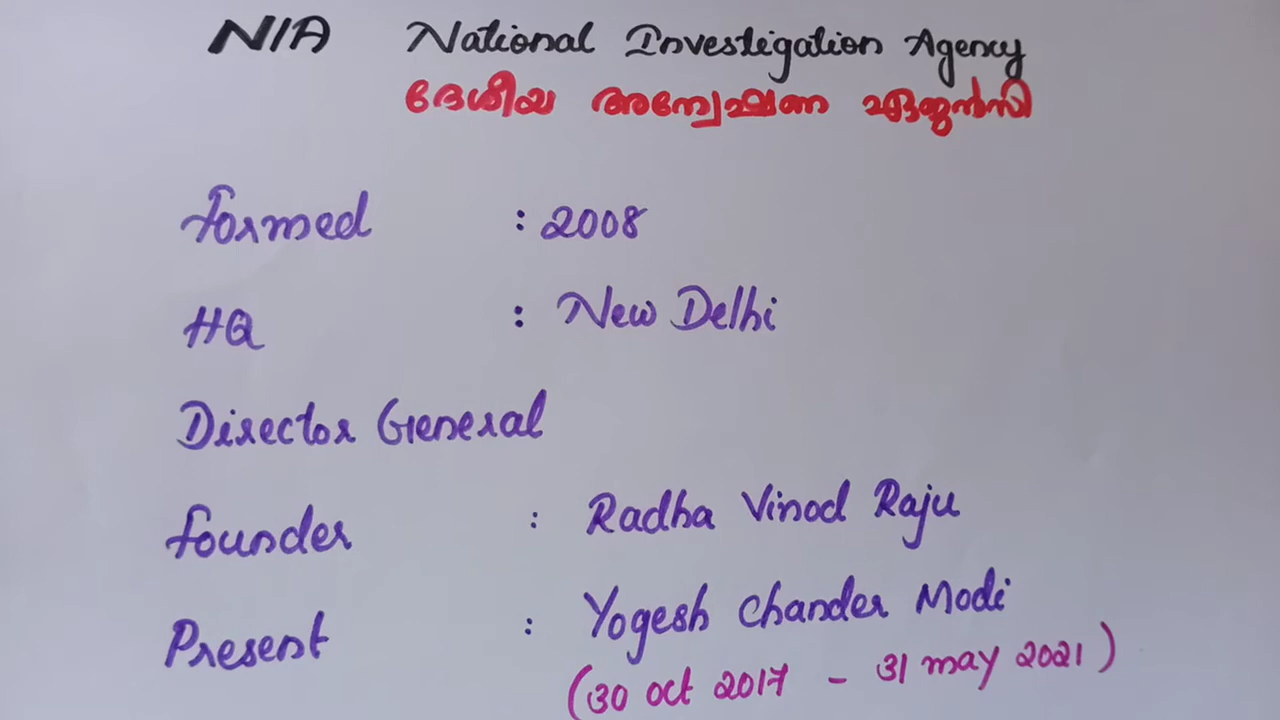 NIA National Investigation Agency
ദേശീയ അന്വേഷണ ഏജൻസി
formed : 2008
HQ : New Delhi
Director General
founder : Radha Vinod Raju
Present : Yogesh Chander Modi
(30 oct 2017 - 31 may 2021)